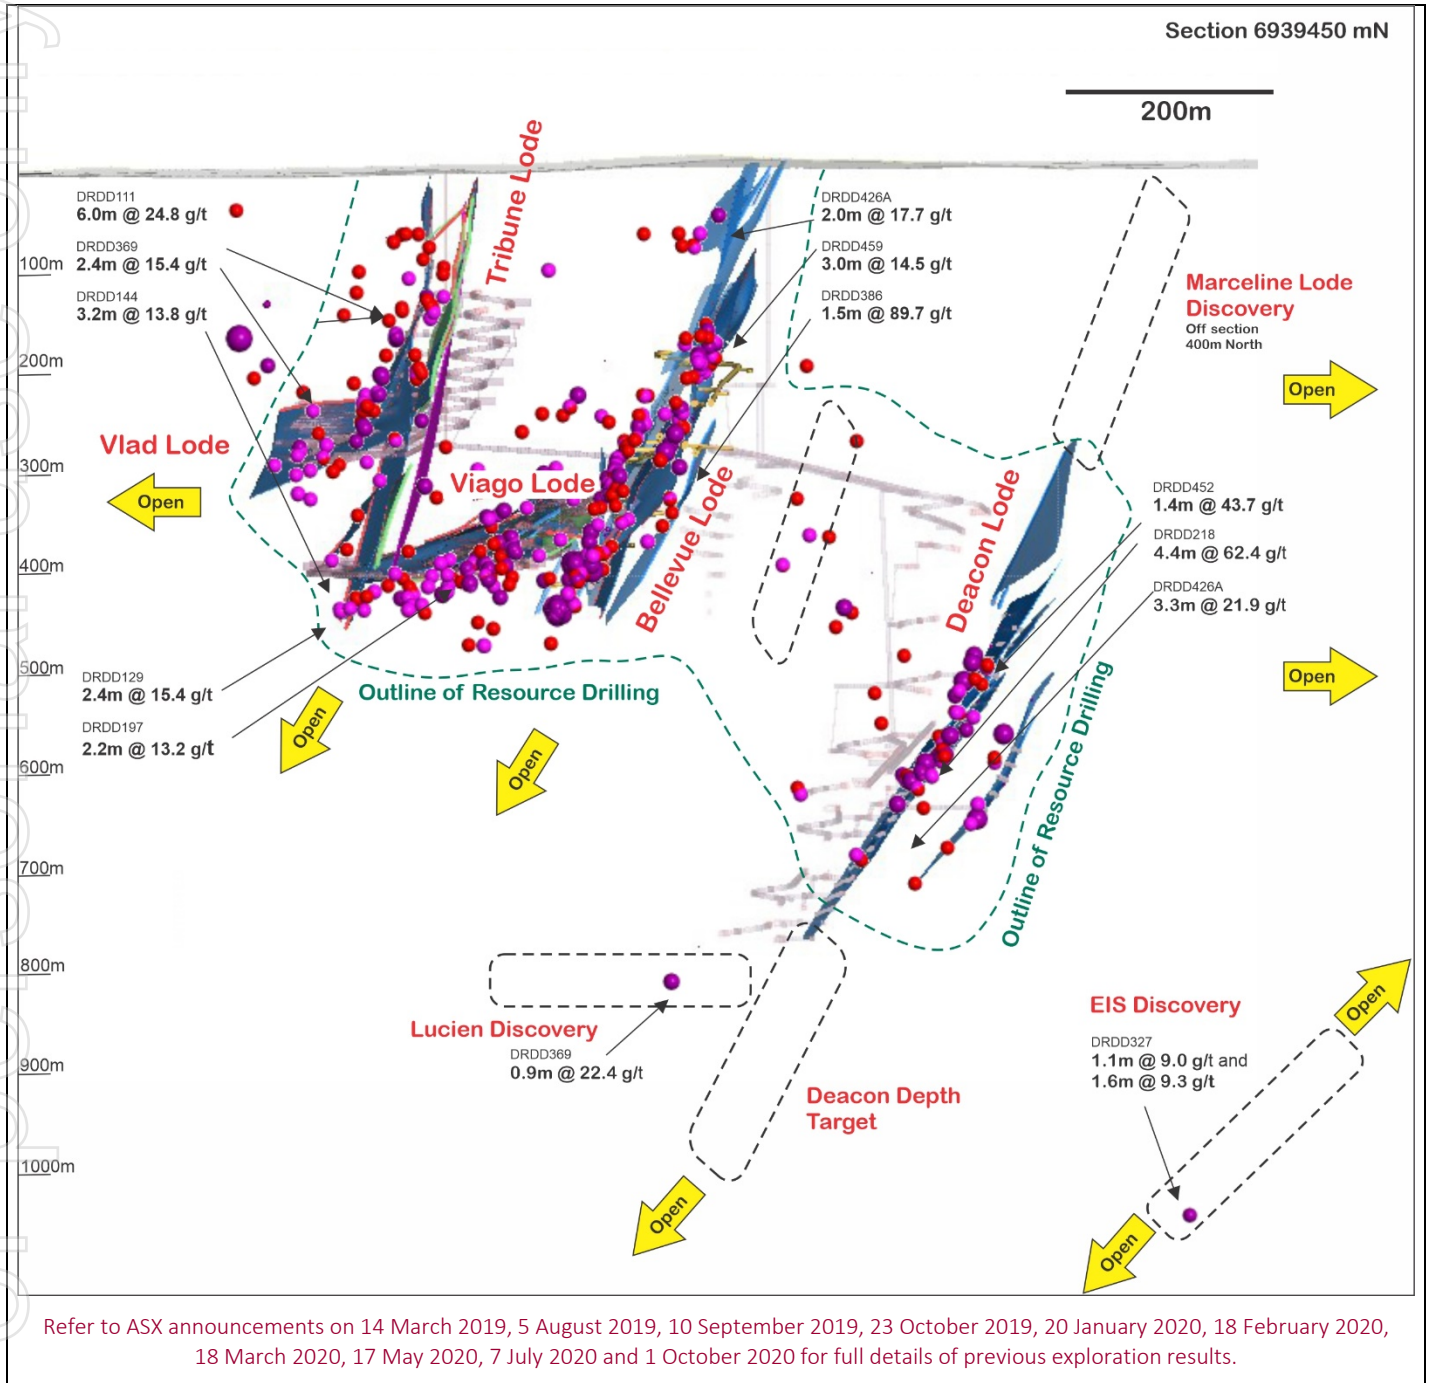 Section 6939450 mN
200m
Tribune Lode
DRDD111
6.0m @ 24.8 g/t
DRDD369
2.4m @ 15.4 g/t
DRDD144
3.2m @ 13.8 g/t
DRDD426A
2.0m @ 17.7 g/t
DRDD459
3.0m @ 14.5 g/t
DRDD386
1.5m @ 89.7 g/t
Marceline Lode
Discovery
Off section
400m North
100m
200m
300m
400m
500m
600m
700m
800m
900m
1000m
Open
Vlad Lode
Open
Viago Lode
Bellevue Lode
Deacon Lode
DRDD452
1.4m @ 43.7 g/t
DRDD218
4.4m @ 62.4 g/t
DRDD426A
3.3m @ 21.9 g/t
Open
DRDD129
2.4m @ 15.4 g/t
DRDD197
2.2m @ 13.2 g/t
Outline of Resource Drilling
Open
Open
Outline of Resource Drilling
Lucien Discovery
DRDD369
0.9m @ 22.4 g/t
Deacon Depth
Target
Open
EIS Discovery
DRDD327
1.1m @ 9.0 g/t and
1.6m @ 9.3 g/t
Open
Open
Refer to ASX announcements on 14 March 2019, 5 August 2019, 10 September 2019, 23 October 2019, 20 January 2020, 18 February 2020,
18 March 2020, 17 May 2020, 7 July 2020 and 1 October 2020 for full details of previous exploration results.